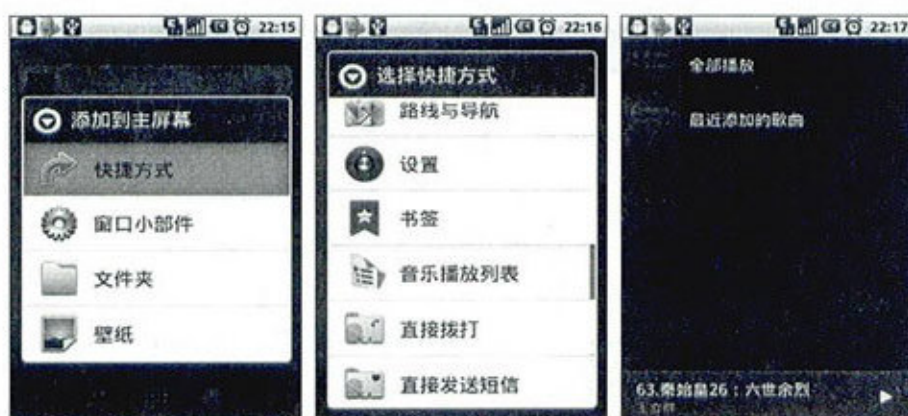 22:15
添加到主屏幕
快捷方式
窗口小部件
文件夹
壁纸
22:16
选择快捷方式
路线与导航
设置
书签
音乐播放列表
直接拨打
直接发送短信
22:17
全部播放
最近添加的歌曲
63.秦始皇26：六世余烈